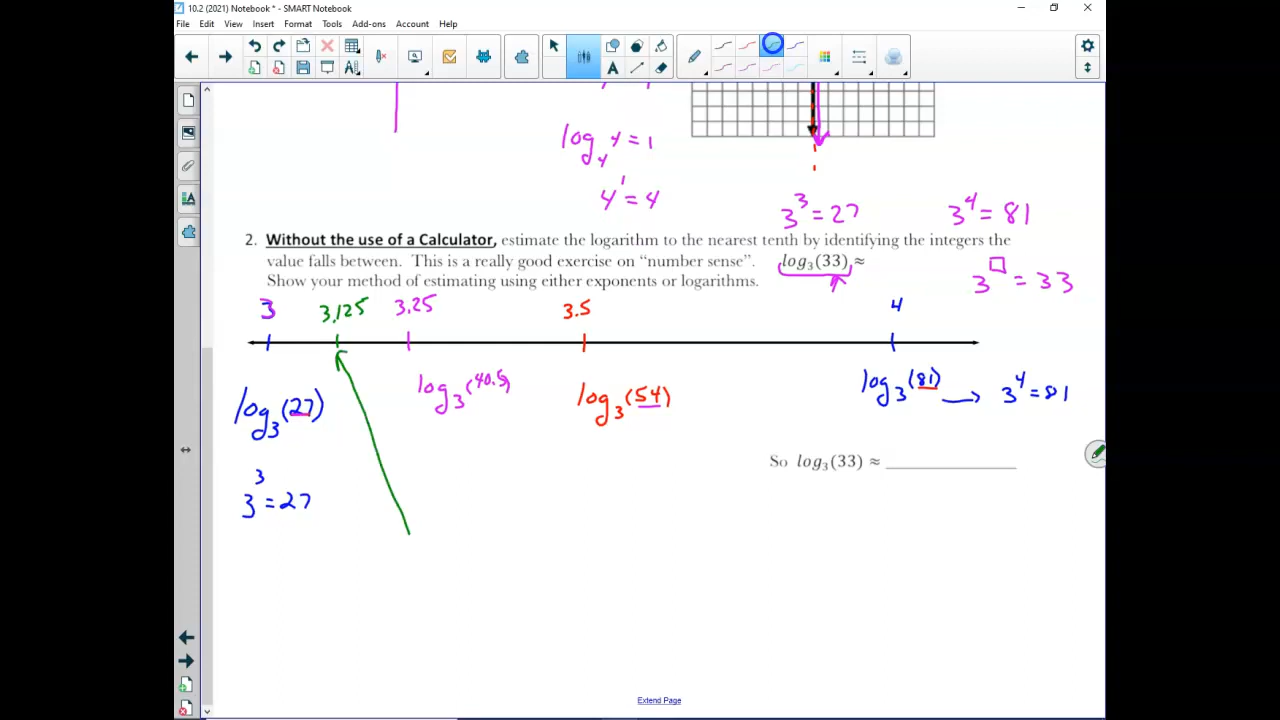 10.2 (2021) Notebook * - SMART Notebook
File Edit View Insert Format Tools Add-ons Account Help
log₄ 4 = 1
4¹ = 4
3³ = 27
3⁴ = 81
2. Without the use of a Calculator, estimate the logarithm to the nearest tenth by identifying the integers the
value falls between. This is a really good exercise on “number sense”. log₃(33) ≈
Show your method of estimating using either exponents or logarithms.
3^□ = 33
3 3.125 3.25 3.5 4
log₃(27) log₃(40.5) log₃(54) log₃(81) → 3⁴ = 81
So log₃(33) ≈ ____________
3³ = 27
Extend Page